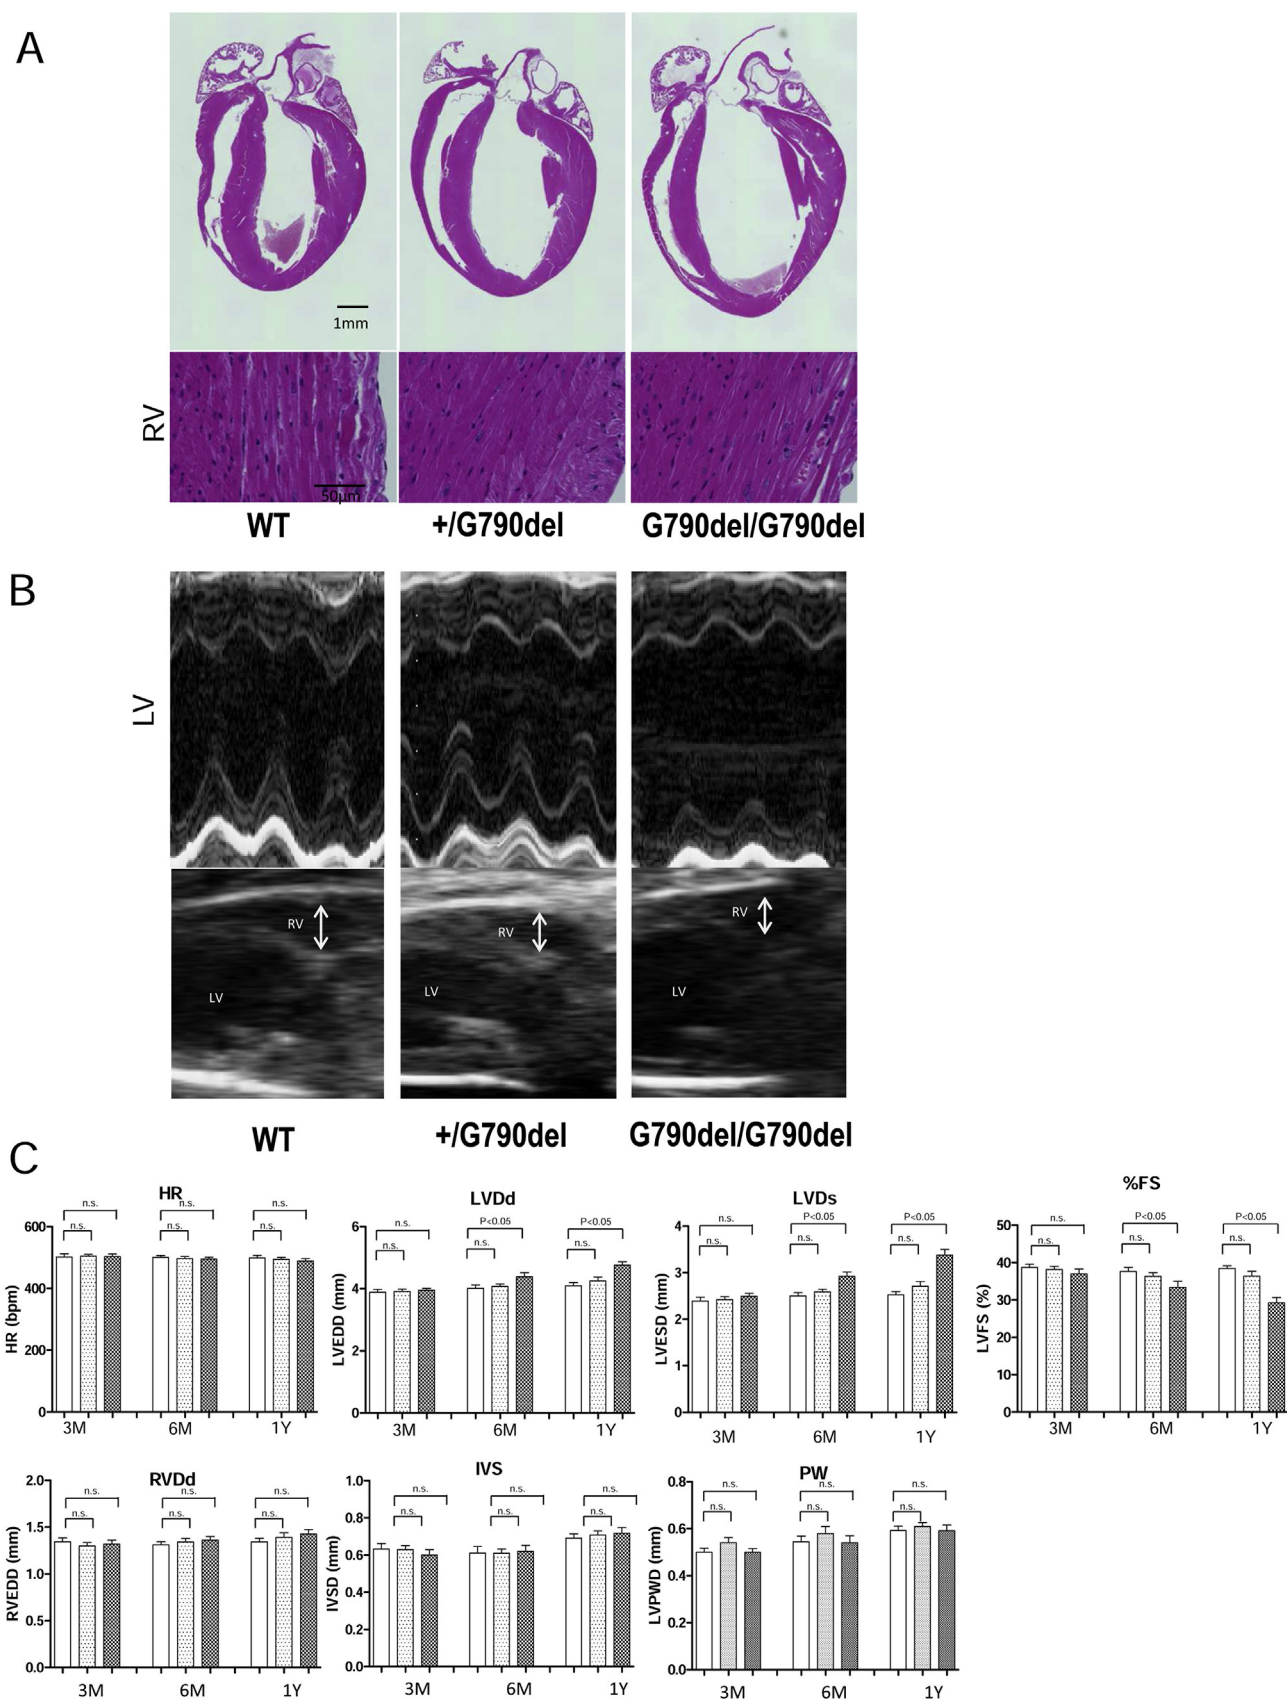 A
1mm
RV
50µm
WT +/G790del G790del/G790del
B
LV
RV RV RV
LV LV LV
WT +/G790del G790del/G790del
C
HR
n.s. n.s. n.s.
n.s. n.s. n.s.
HR (bpm)
600
400
200
0
3M 6M 1Y
LVDd
n.s. P<0.05 P<0.05
n.s. n.s. n.s.
LVEDD (mm)
6
4
2
0
3M 6M 1Y
LVDs
n.s. P<0.05 P<0.05
n.s. n.s. n.s.
LVESD (mm)
4
3
2
1
0
3M 6M 1Y
%FS
n.s. P<0.05 P<0.05
n.s. n.s. n.s.
LVFS (%)
50
40
30
20
10
0
3M 6M 1Y
RVDd
n.s. n.s. n.s.
n.s. n.s. n.s.
RVEDD (mm)
2.0
1.5
1.0
0.5
0.0
3M 6M 1Y
IVS
n.s. n.s. n.s.
n.s. n.s. n.s.
IVSD (mm)
1.0
0.8
0.6
0.4
0.2
0.0
3M 6M 1Y
PW
n.s. n.s. n.s.
n.s. n.s. n.s.
LVPWD (mm)
0.8
0.6
0.4
0.2
0.0
3M 6M 1Y